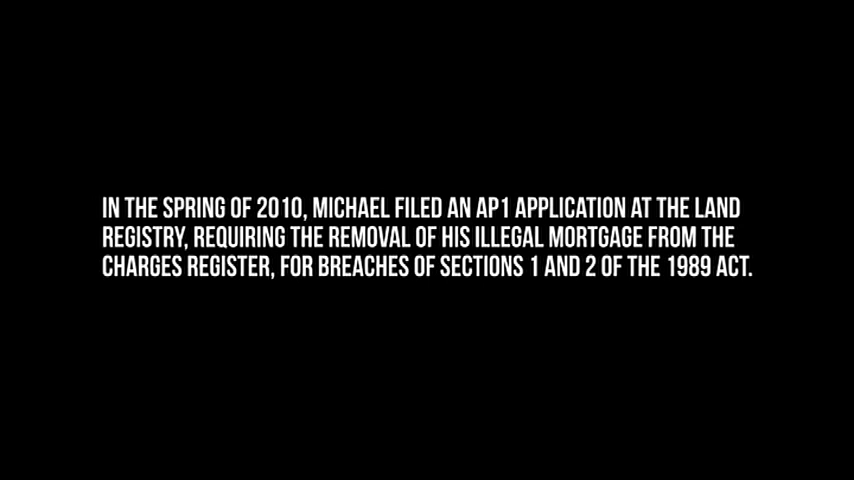 IN THE SPRING OF 2010, MICHAEL FILED AN AP1 APPLICATION AT THE LAND
REGISTRY, REQUIRING THE REMOVAL OF HIS ILLEGAL MORTGAGE FROM THE
CHARGES REGISTER, FOR BREACHES OF SECTIONS 1 AND 2 OF THE 1989 ACT.